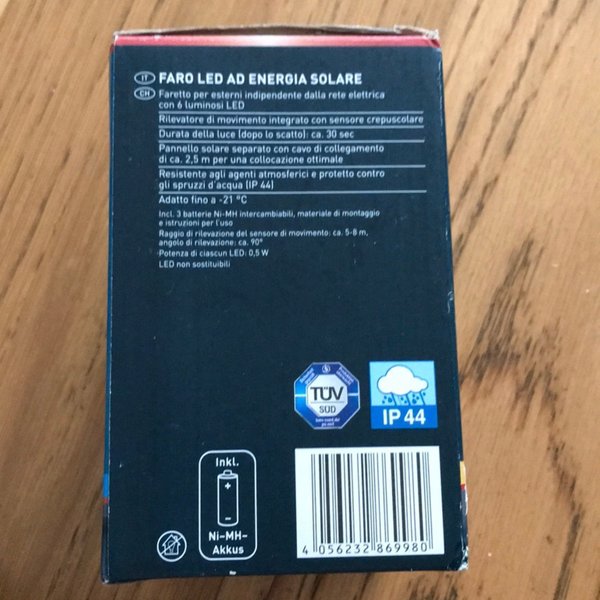 IT FARO LED AD ENERGIA SOLARE
CH Faretto per esterni indipendente dalla rete elettrica
con 6 luminosi LED
Rilevatore di movimento integrato con sensore crepuscolare
Durata della luce (dopo lo scatto): ca. 30 sec
Pannello solare separato con cavo di collegamento
di ca. 2,5 m per una collocazione ottimale
Resistente agli agenti atmosferici e protetto contro
gli spruzzi d'acqua (IP 44)
Adatto fino a -21 °C
Incl. 3 batterie Ni-MH intercambiabili, materiale di montaggio
e istruzioni per l'uso
Raggio di rilevazione del sensore di movimento: ca. 5-8 m,
angolo di rilevazione: ca. 90°
Potenza di ciascun LED: 0,5 W
LED non sostituibili
TÜV
SÜD
IP 44
Inkl.
+
-
Ni-MH-
Akkus
4 056232 869980